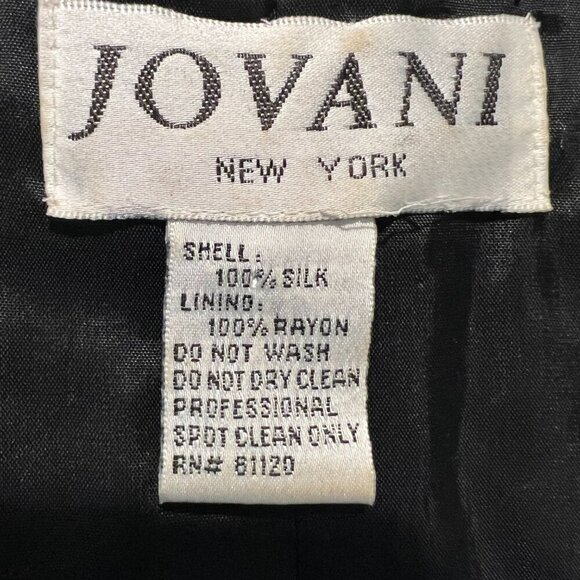 JOVANI
NEW YORK
SHELL:
100% SILK
LINING:
100% RAYON
DO NOT WASH
DO NOT DRY CLEAN
PROFESSIONAL
SPOT CLEAN ONLY
RN# 81120